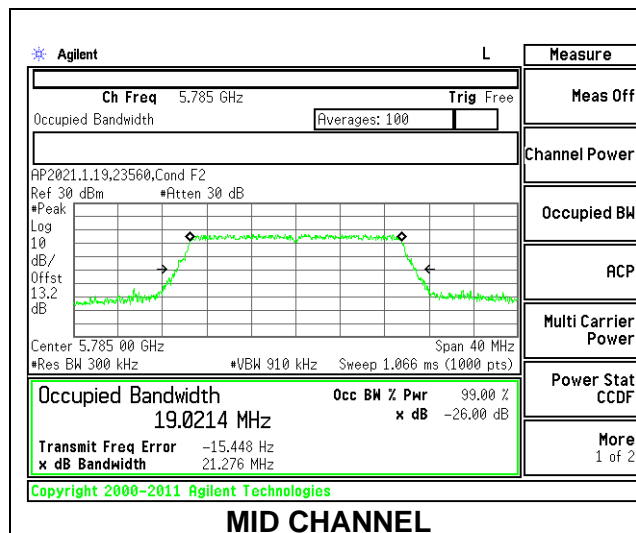 Agilent L Measure
Ch Freq 5.785 GHz Trig Free Meas Off
Occupied Bandwidth Averages: 100
Channel Power
AP2021.1.19,23560,Cond F2
Ref 30 dBm #Atten 30 dB
#Peak
Log
10
dB/
Offst
13.2
dB
Occupied BW
ACP
Center 5.785 00 GHz Span 40 MHz
#Res BW 300 kHz #VBW 910 kHz Sweep 1.066 ms (1000 pts)
Multi Carrier
Power
Occupied Bandwidth Occ BW % Pwr 99.00 %
19.0214 MHz x dB -26.00 dB
Transmit Freq Error -15.448 Hz
x dB Bandwidth 21.276 MHz
Power Stat
CCDF
More
1 of 2
Copyright 2000-2011 Agilent Technologies
MID CHANNEL